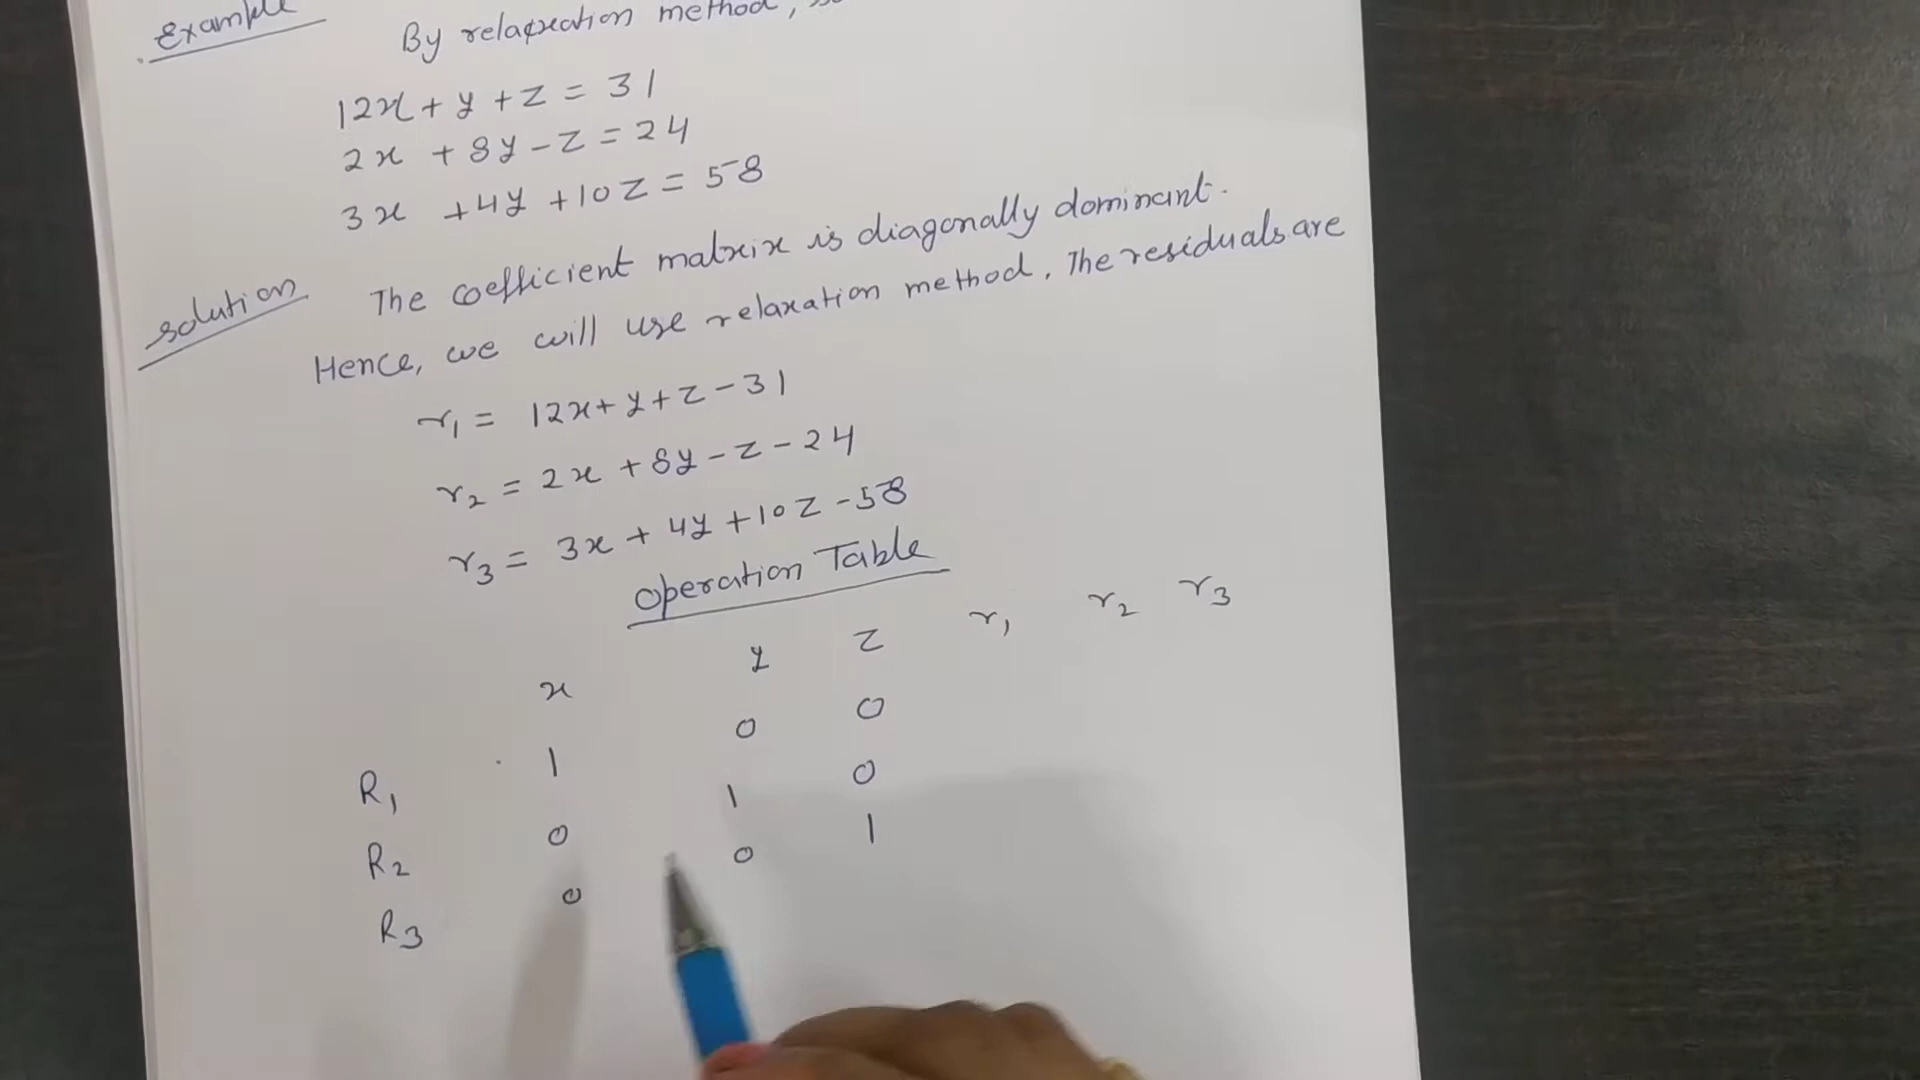 Example
By relaxation method,
12x + y + z = 31
2x + 8y - z = 24
3x + 4y + 10z = 58
Solution The coefficient matrix is diagonally dominant.
Hence, we will use relaxation method. The residuals are
r₁ = 12x + y + z - 31
r₂ = 2x + 8y - z - 24
r₃ = 3x + 4y + 10z - 58
Operation Table
x y z r₁ r₂ r₃
R₁ 1 0 0
R₂ 0 1 0
R₃ 0 0 1